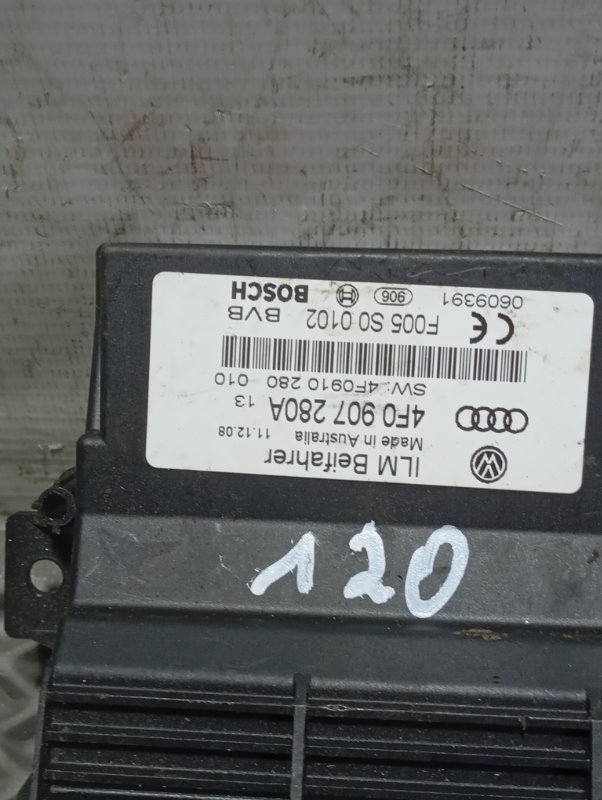 ILM Beifahrer
Made in Australia 11.12.08
4F0 907 280A 13
SW: 4F0910 280 010
F005 S0 0102 BVB
0609391 906 BOSCH
120